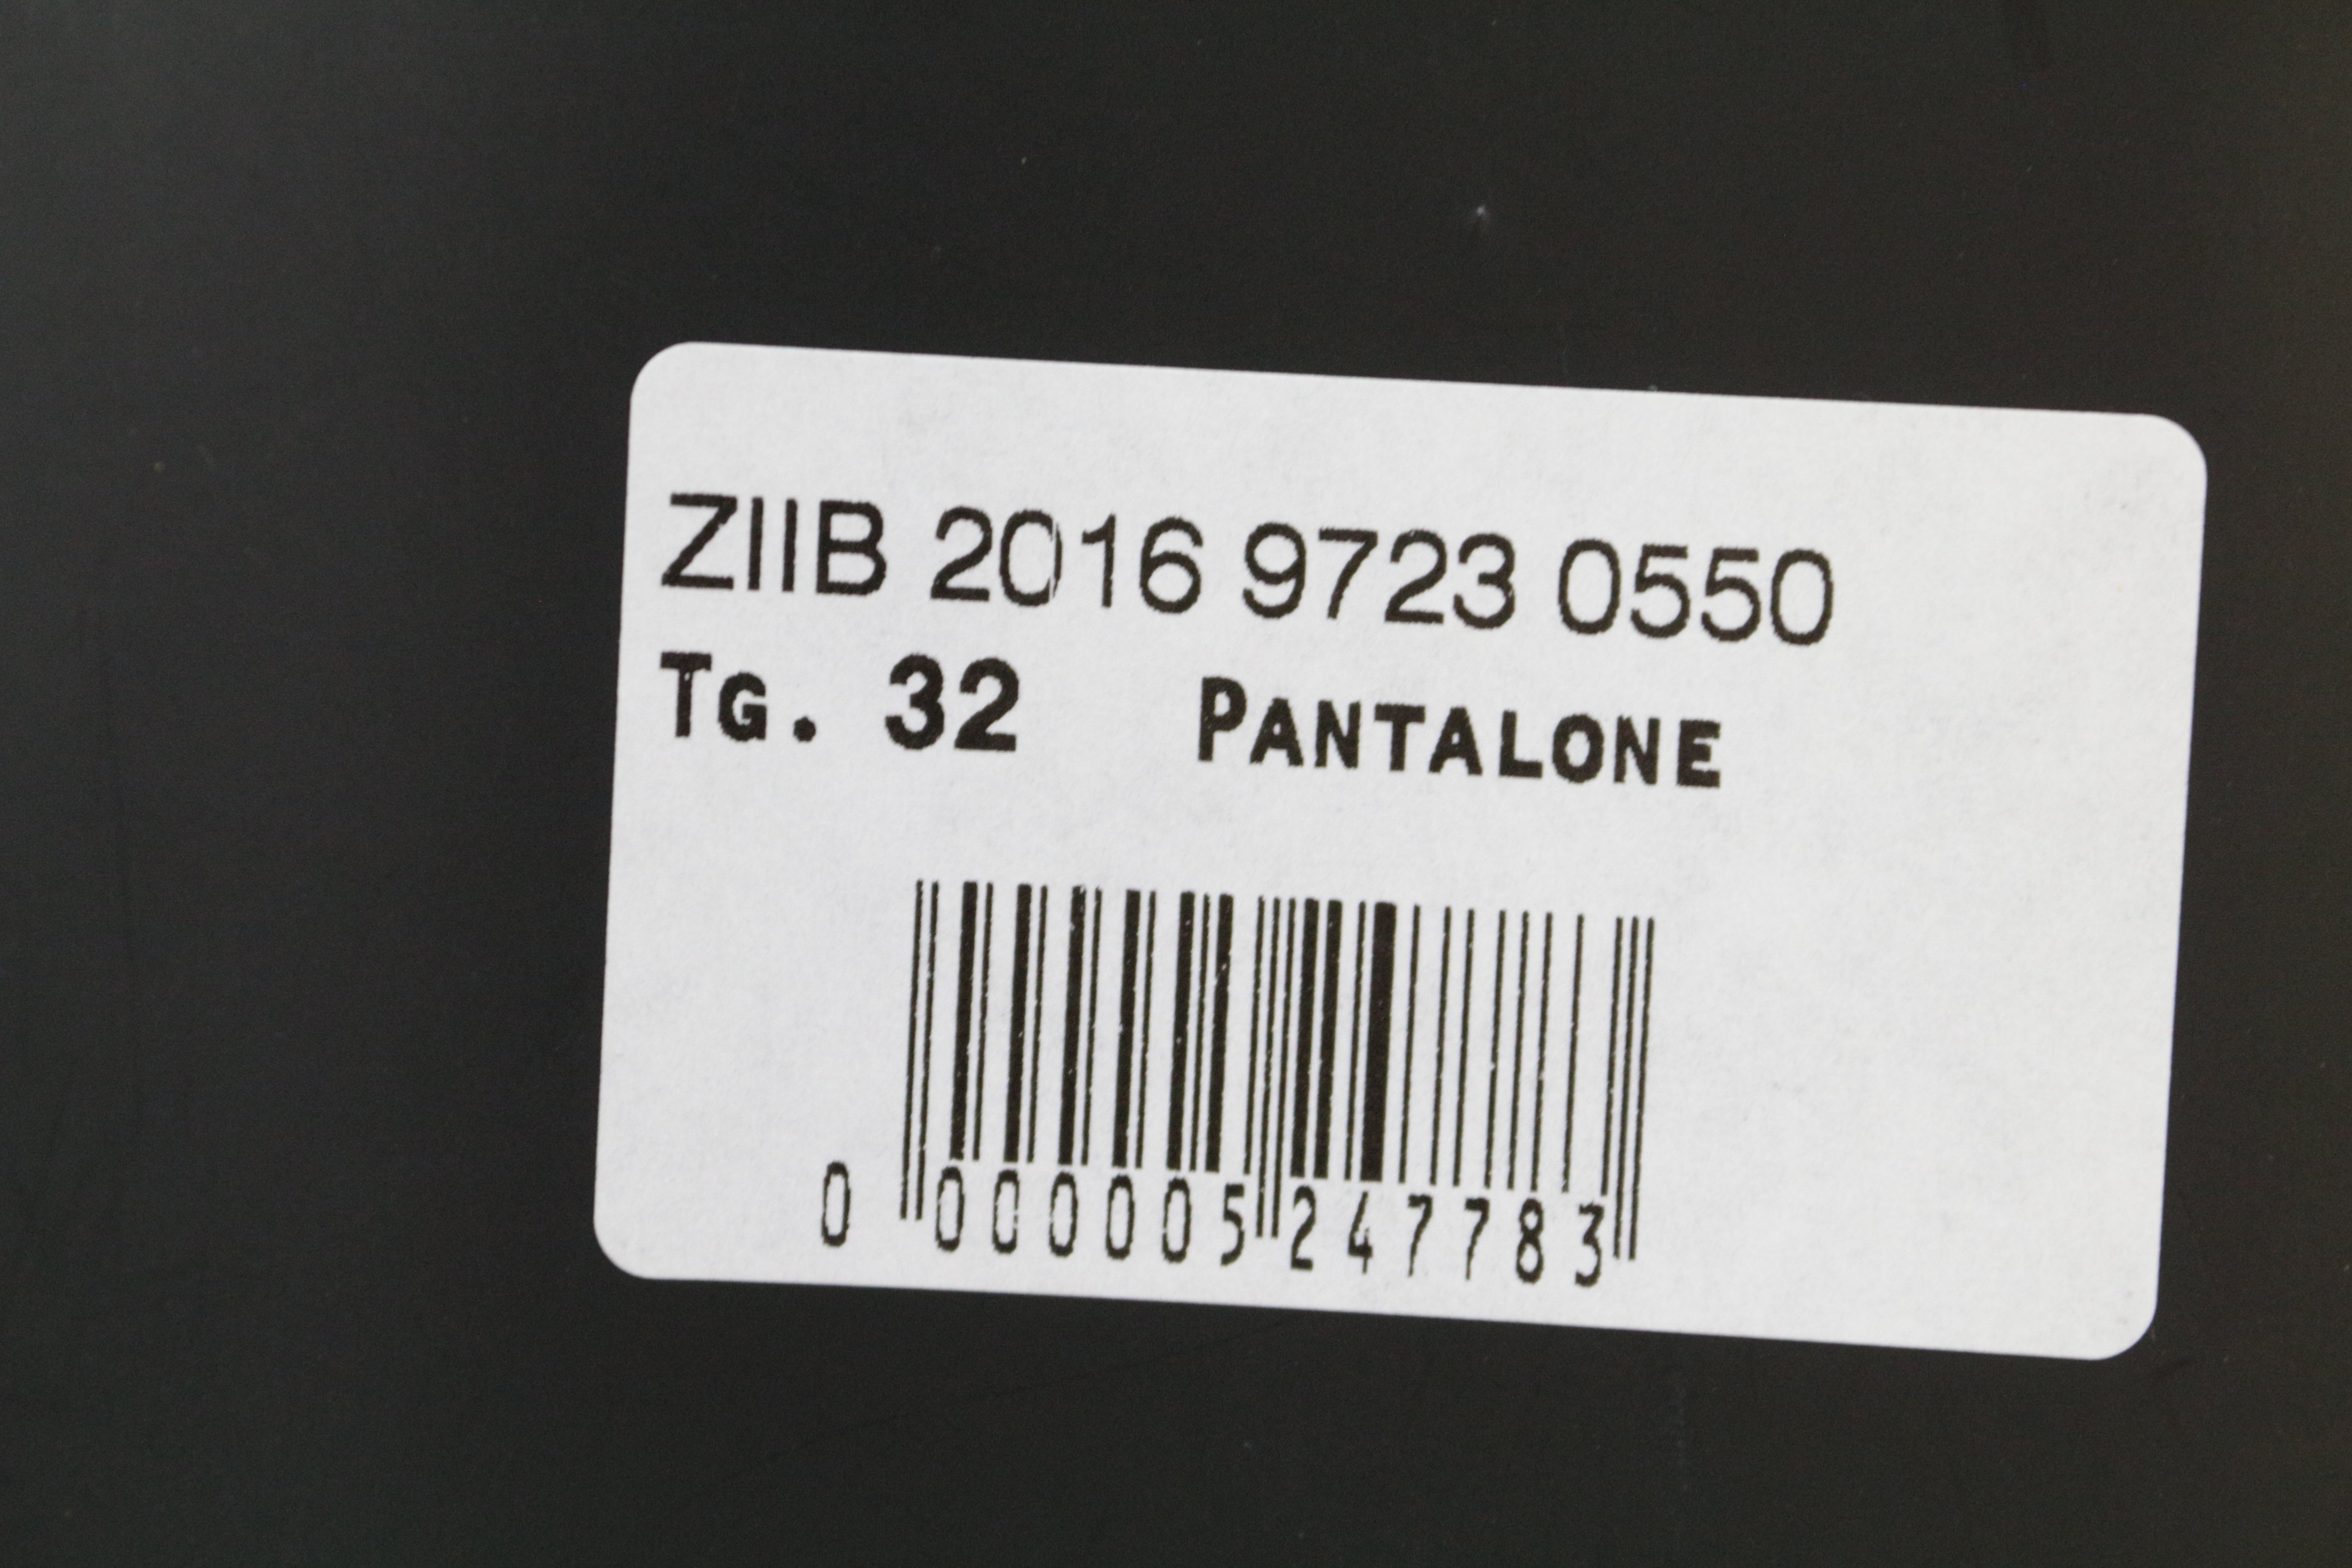 ZIIB 2016 9723 0550
TG. 32 PANTALONE
0 000005 247783